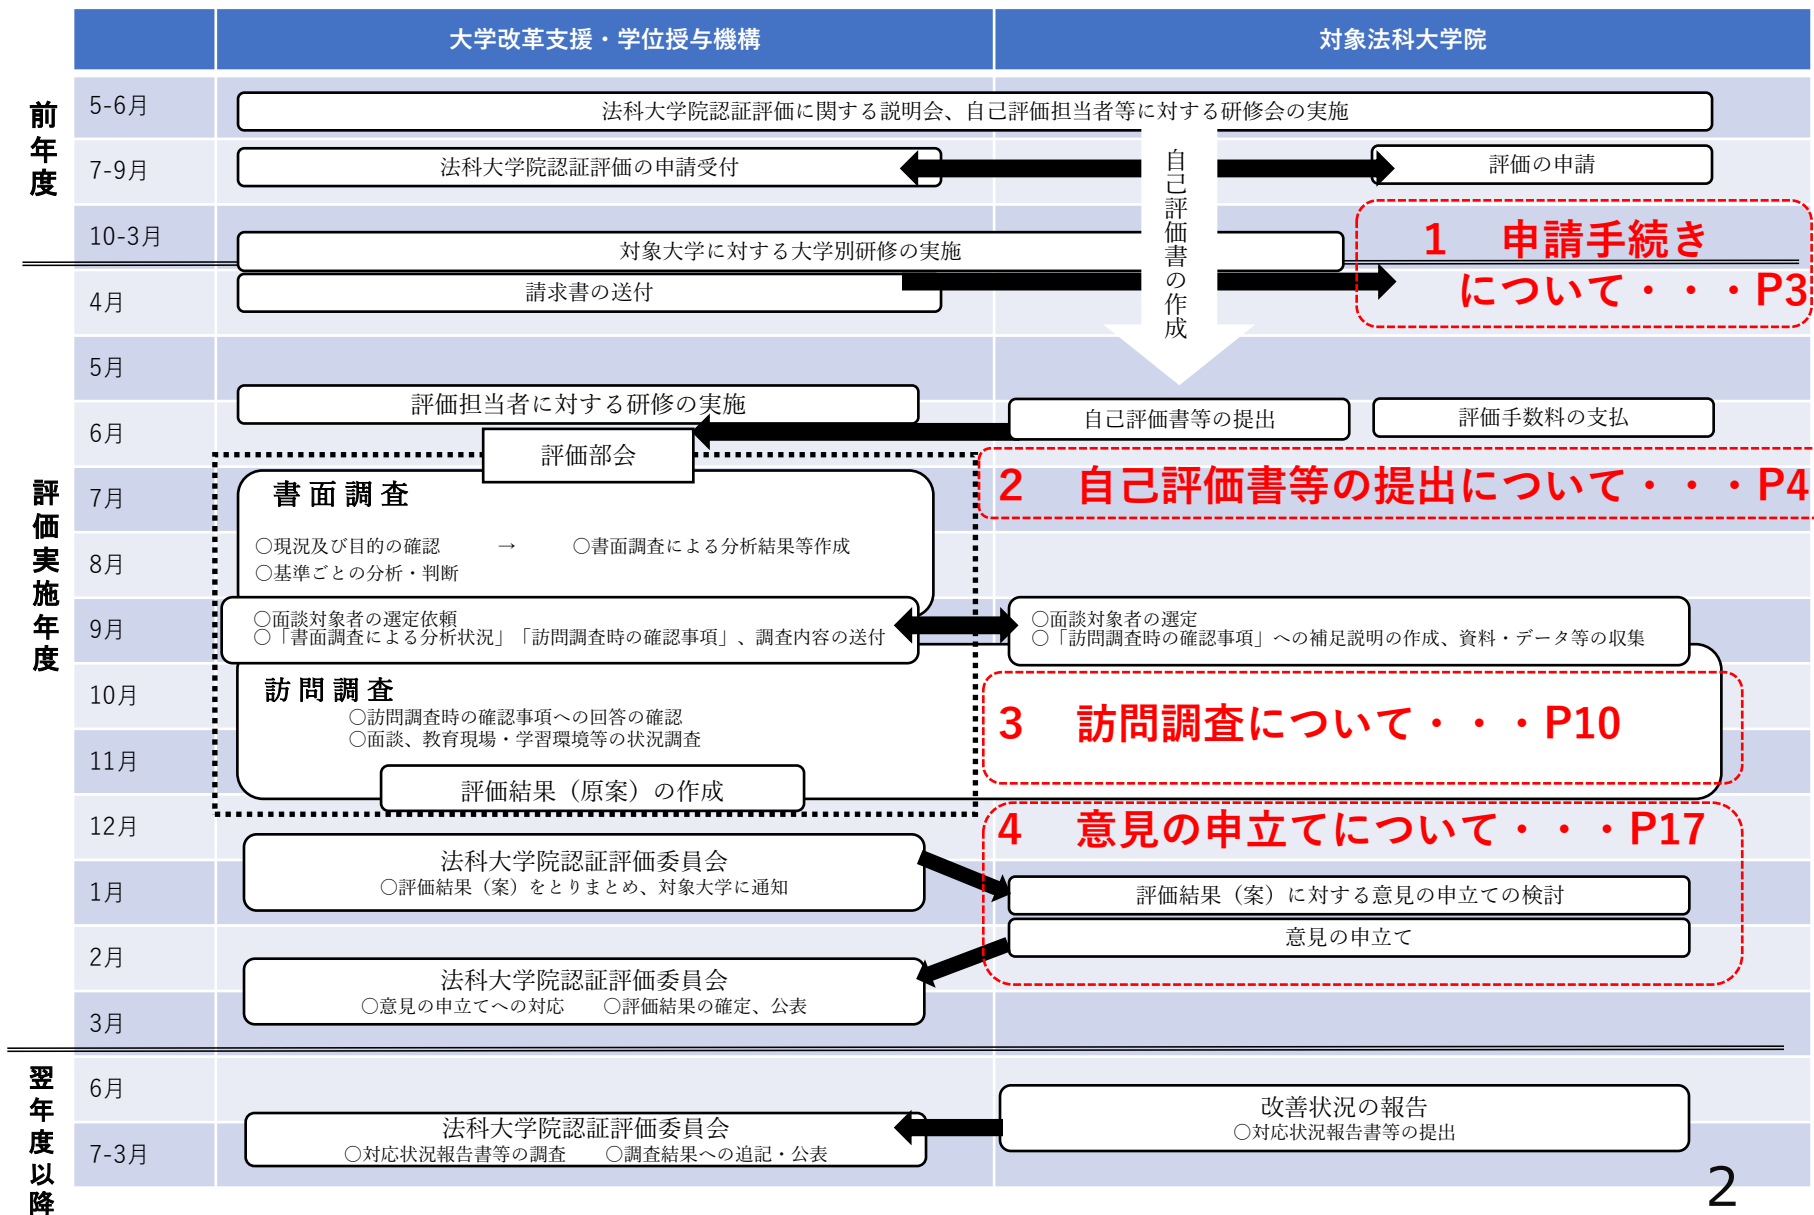 大学改革支援・学位授与機構
対象法科大学院
前年度
5-6月
法科大学院認証評価に関する説明会、自己評価担当者等に対する研修会の実施
7-9月
法科大学院認証評価の申請受付
自己評価書の作成
評価の申請
10-3月
対象大学に対する大学別研修の実施
1 申請手続き
について・・・P3
評価実施年度
4月
請求書の送付
5月
評価担当者に対する研修の実施
6月
自己評価書等の提出
評価手数料の支払
評価部会
2 自己評価書等の提出について・・・P4
7月
書面調査
○現況及び目的の確認 → ○書面調査による分析結果等作成
8月
○基準ごとの分析・判断
9月
○面談対象者の選定依頼
○「書面調査による分析状況」「訪問調査時の確認事項」、調査内容の送付
○面談対象者の選定
○「訪問調査時の確認事項」への補足説明の作成、資料・データ等の収集
10月
訪問調査
○訪問調査時の確認事項への回答の確認
○面談、教育現場・学習環境等の状況調査
3 訪問調査について・・・P10
11月
評価結果（原案）の作成
12月
4 意見の申立てについて・・・P17
法科大学院認証評価委員会
○評価結果（案）をとりまとめ、対象大学に通知
1月
評価結果（案）に対する意見の申立ての検討
意見の申立て
2月
法科大学院認証評価委員会
○意見の申立てへの対応 ○評価結果の確定、公表
3月
翌年度以降
6月
改善状況の報告
○対応状況報告書等の提出
法科大学院認証評価委員会
○対応状況報告書等の調査 ○調査結果への追記・公表
7-3月
2